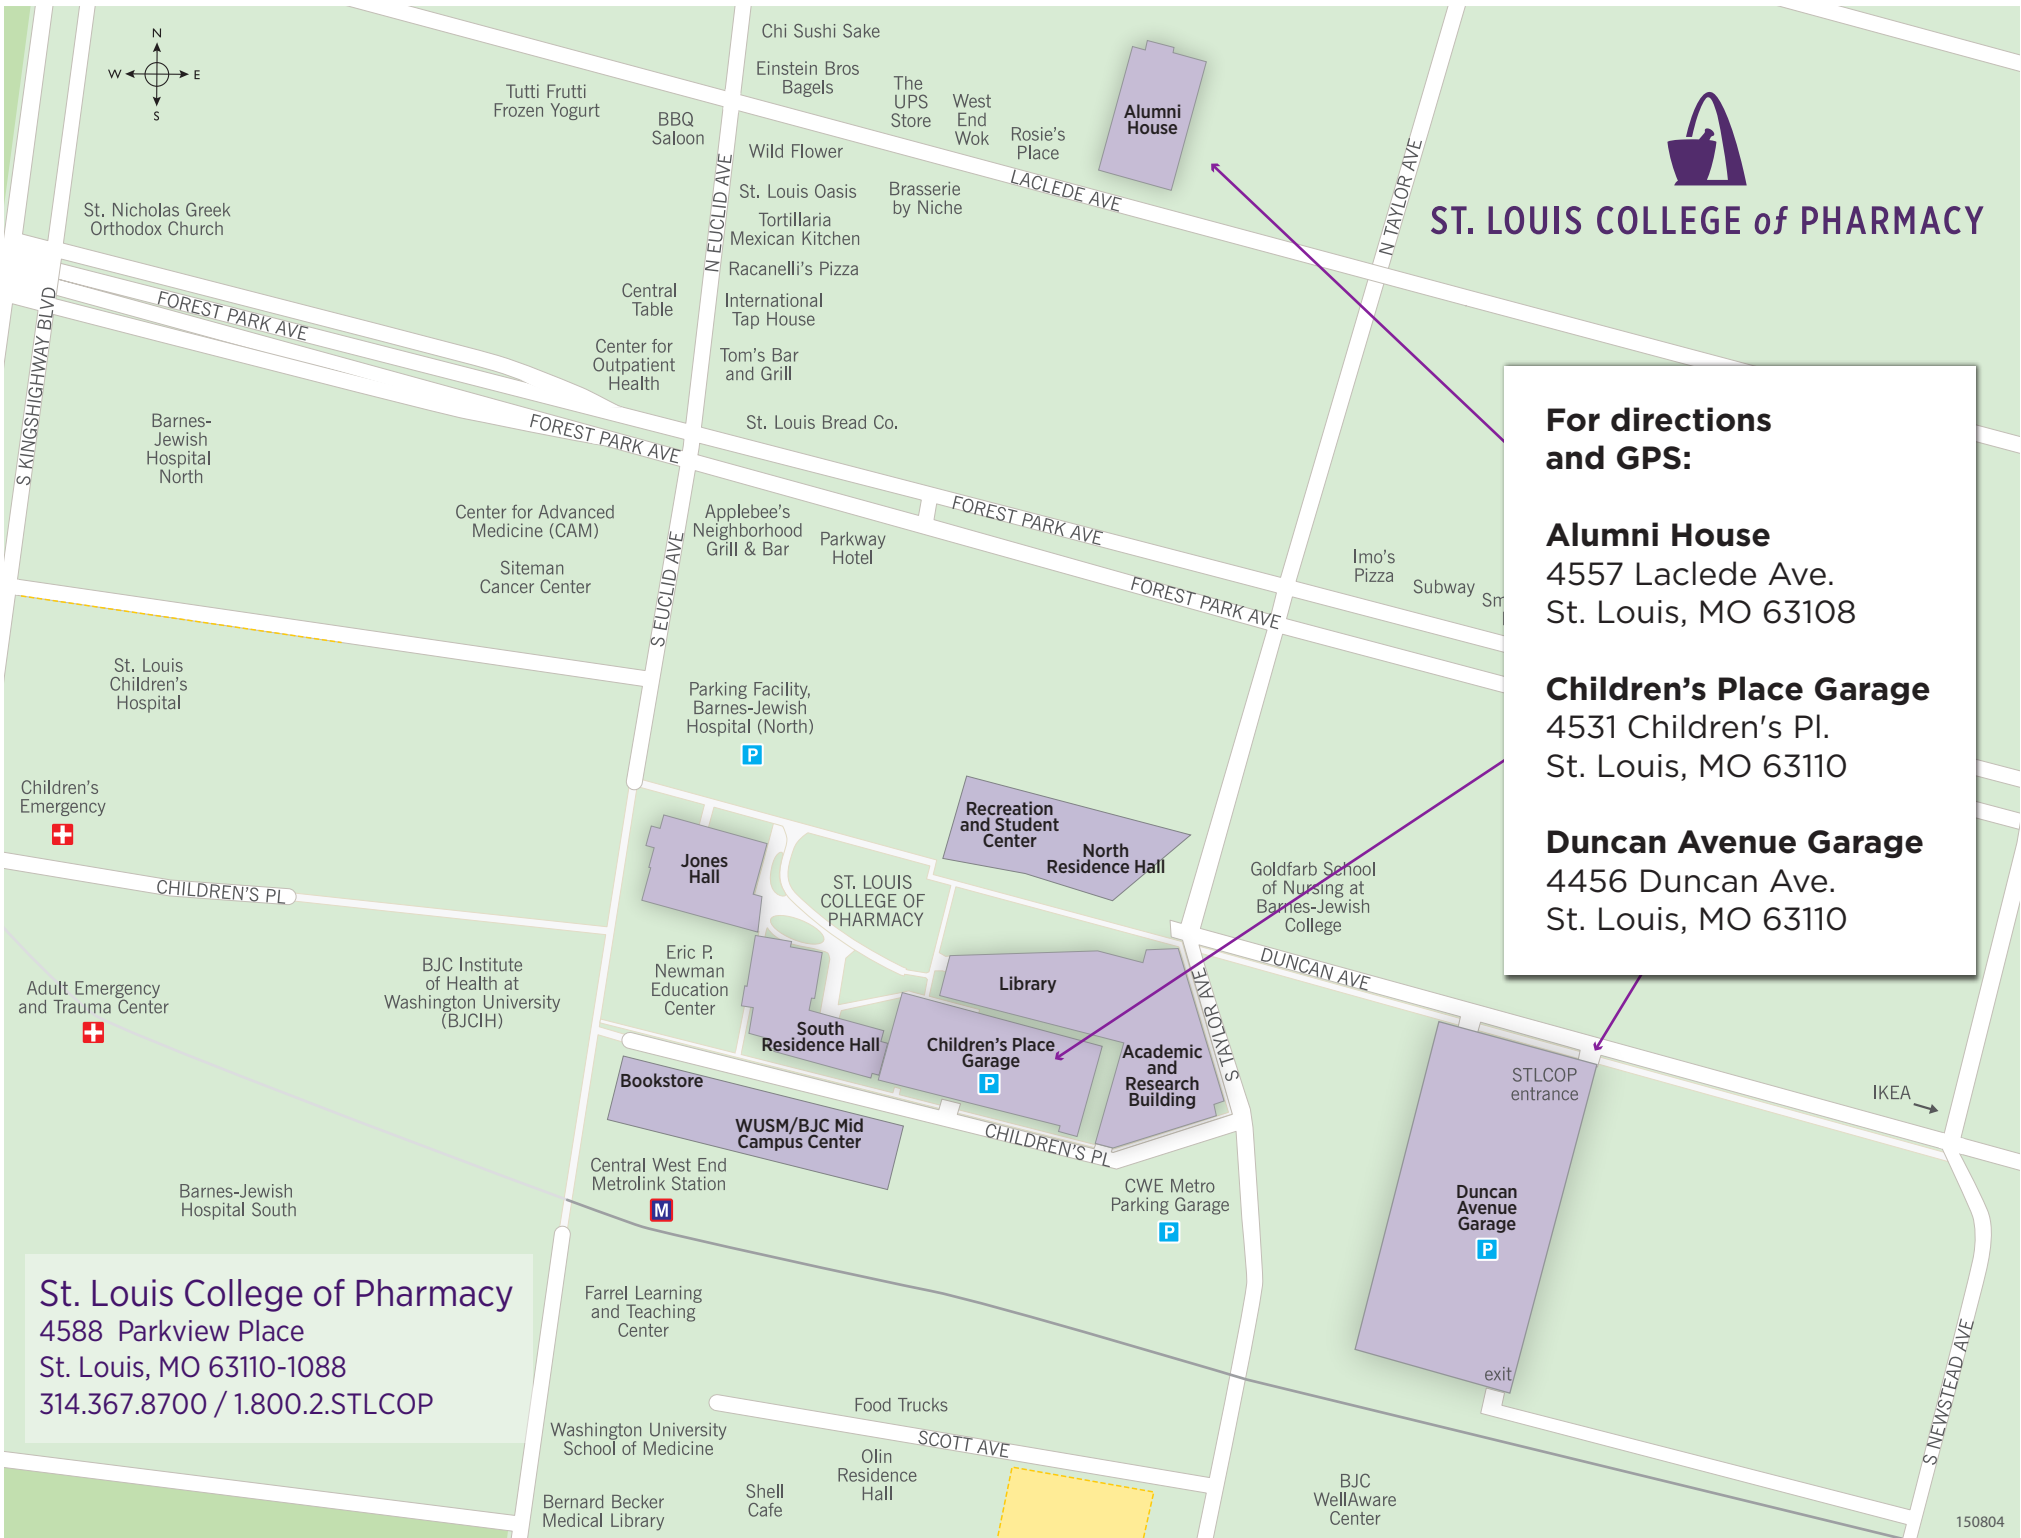 N
W
E
S
Chi Sushi Sake
Einstein Bros
Bagels
The
UPS
Store
West
End
Wok
Rosie's
Place
Alumni
House
Tutti Frutti
Frozen Yogurt
BBQ
Saloon
Wild Flower
St. Louis Oasis
Tortillaria
Mexican Kitchen
Racanelli's Pizza
International
Tap House
Brasserie
by Niche
LACLEDE AVE
N EUCLID AVE
N TAYLOR AVE
ST. LOUIS COLLEGE of PHARMACY
St. Nicholas Greek
Orthodox Church
S KINGSHIGHWAY BLVD
FOREST PARK AVE
Central
Table
Center for
Outpatient
Health
Tom's Bar
and Grill
St. Louis Bread Co.
FOREST PARK AVE
Barnes-
Jewish
Hospital
North
Center for Advanced
Medicine (CAM)
Siteman
Cancer Center
S EUCLID AVE
Applebee's
Neighborhood
Grill & Bar
Parkway
Hotel
FOREST PARK AVE
FOREST PARK AVE
Imo's
Pizza
Subway
Sm
For directions
and GPS:
Alumni House
4557 Laclede Ave.
St. Louis, MO 63108
Children's Place Garage
4531 Children's Pl.
St. Louis, MO 63110
Duncan Avenue Garage
4456 Duncan Ave.
St. Louis, MO 63110
St. Louis
Children's
Hospital
Parking Facility,
Barnes-Jewish
Hospital (North)
P
Children's
Emergency
CHILDREN'S PL
Jones
Hall
ST. LOUIS
COLLEGE OF
PHARMACY
Recreation
and Student
Center
North
Residence Hall
Goldfarb School
of Nursing at
Barnes-Jewish
College
DUNCAN AVE
Adult Emergency
and Trauma Center
BJC Institute
of Health at
Washington University
(BJCIH)
Eric P.
Newman
Education
Center
Library
South
Residence Hall
Children's Place
Garage
P
Academic
and
Research
Building
S TAYLOR AVE
Bookstore
WUSM/BJC Mid
Campus Center
CHILDREN'S PL
STLCOP
entrance
IKEA
Central West End
Metrolink Station
M
CWE Metro
Parking Garage
P
Duncan
Avenue
Garage
P
exit
Barnes-Jewish
Hospital South
St. Louis College of Pharmacy
4588 Parkview Place
St. Louis, MO 63110-1088
314.367.8700 / 1.800.2.STLCOP
Farrel Learning
and Teaching
Center
Food Trucks
SCOTT AVE
Washington University
School of Medicine
Olin
Residence
Hall
Shell
Cafe
Bernard Becker
Medical Library
BJC
WellAware
Center
S NEWSTEAD AVE
150804